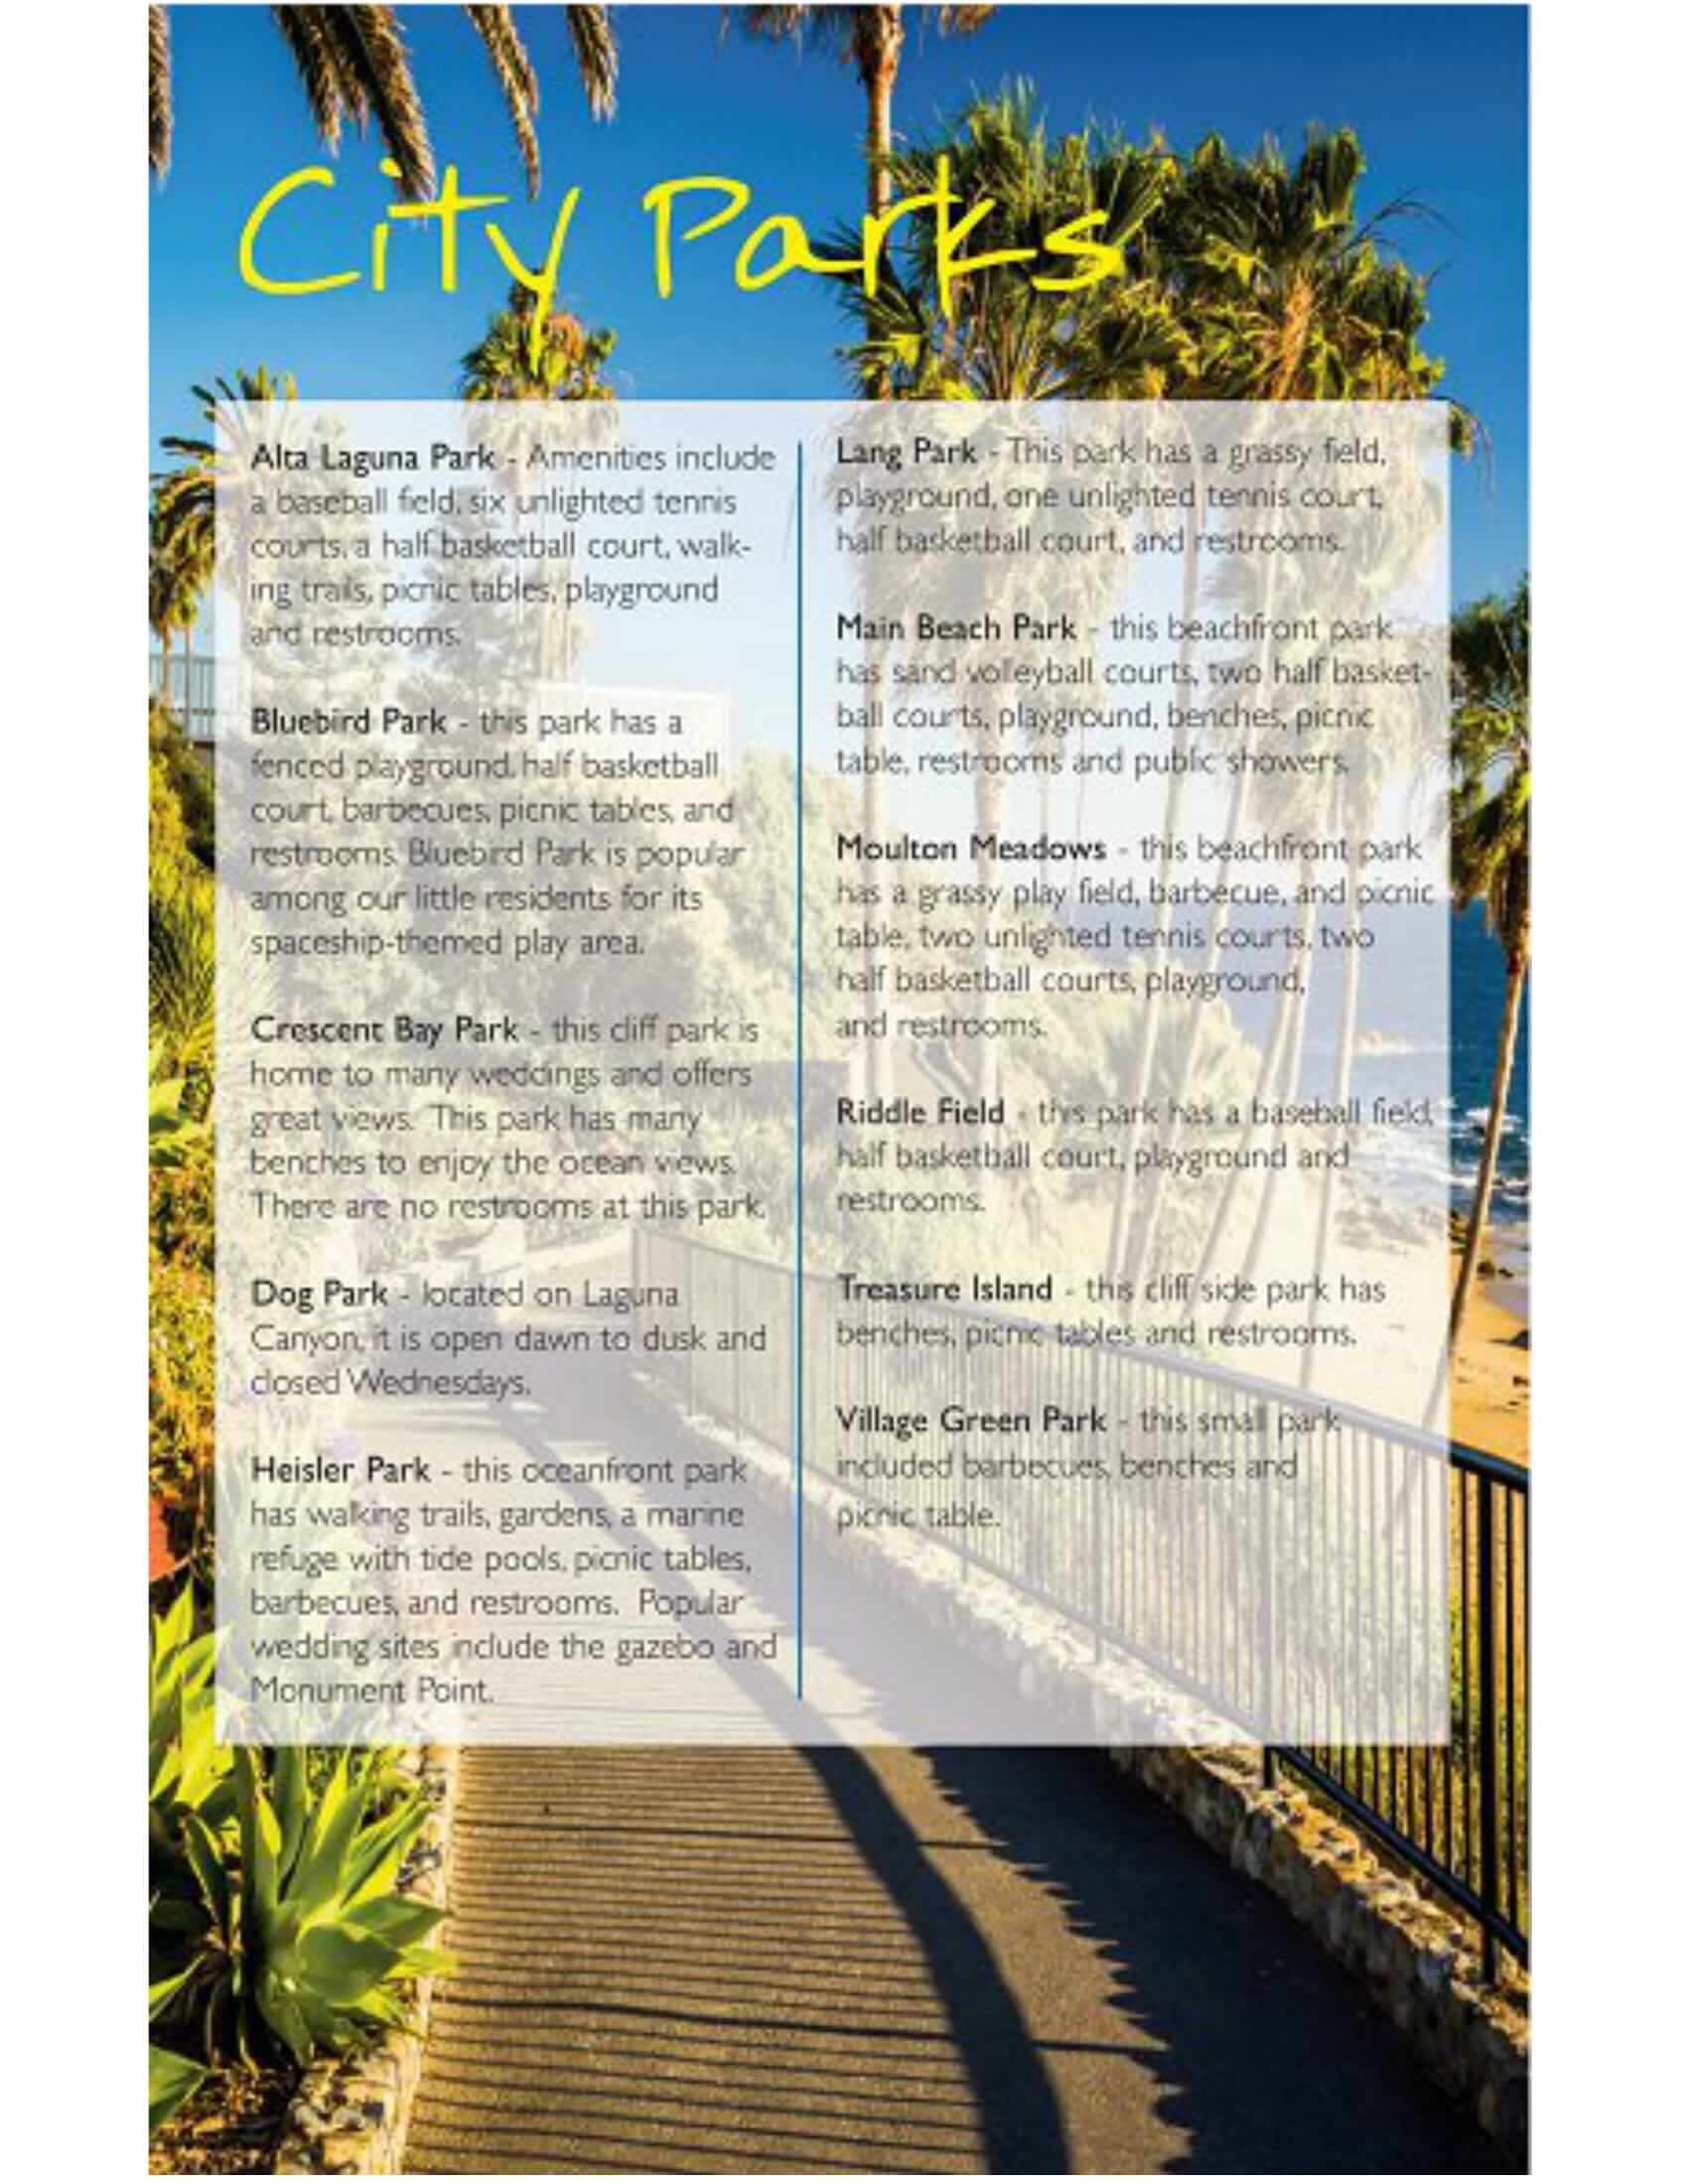 City Parks
Alta Laguna Park - Amenities include
a baseball field, six unlighted tennis
courts, a half basketball court, walk-
ing trails, picnic tables, playground
and restrooms.
Bluebird Park - this park has a
fenced playground, half basketball
court, barbecues, picnic tables, and
restrooms. Bluebird Park is popular
among our little residents for its
spaceship-themed play area.
Crescent Bay Park - this cliff park is
home to many weddings and offers
great views. This park has many
benches to enjoy the ocean views.
There are no restrooms at this park.
Dog Park - located on Laguna
Canyon, it is open dawn to dusk and
closed Wednesdays.
Heisler Park - this oceanfront park
has walking trails, gardens, a marine
refuge with tide pools, picnic tables,
barbecues, and restrooms. Popular
wedding sites include the gazebo and
Monument Point.
Lang Park - This park has a grassy field,
playground, one unlighted tennis court,
half basketball court, and restrooms.
Main Beach Park - this beachfront park
has sand volleyball courts, two half basket-
ball courts, playground, benches, picnic
table, restrooms and public showers.
Moulton Meadows - this beachfront park
has a grassy play field, barbecue, and picnic
table, two unlighted tennis courts, two
half basketball courts, playground,
and restrooms.
Riddle Field - this park has a baseball field,
half basketball court, playground and
restrooms.
Treasure Island - this cliff side park has
benches, picnic tables and restrooms.
Village Green Park - this small park
included barbecues, benches and
picnic table.